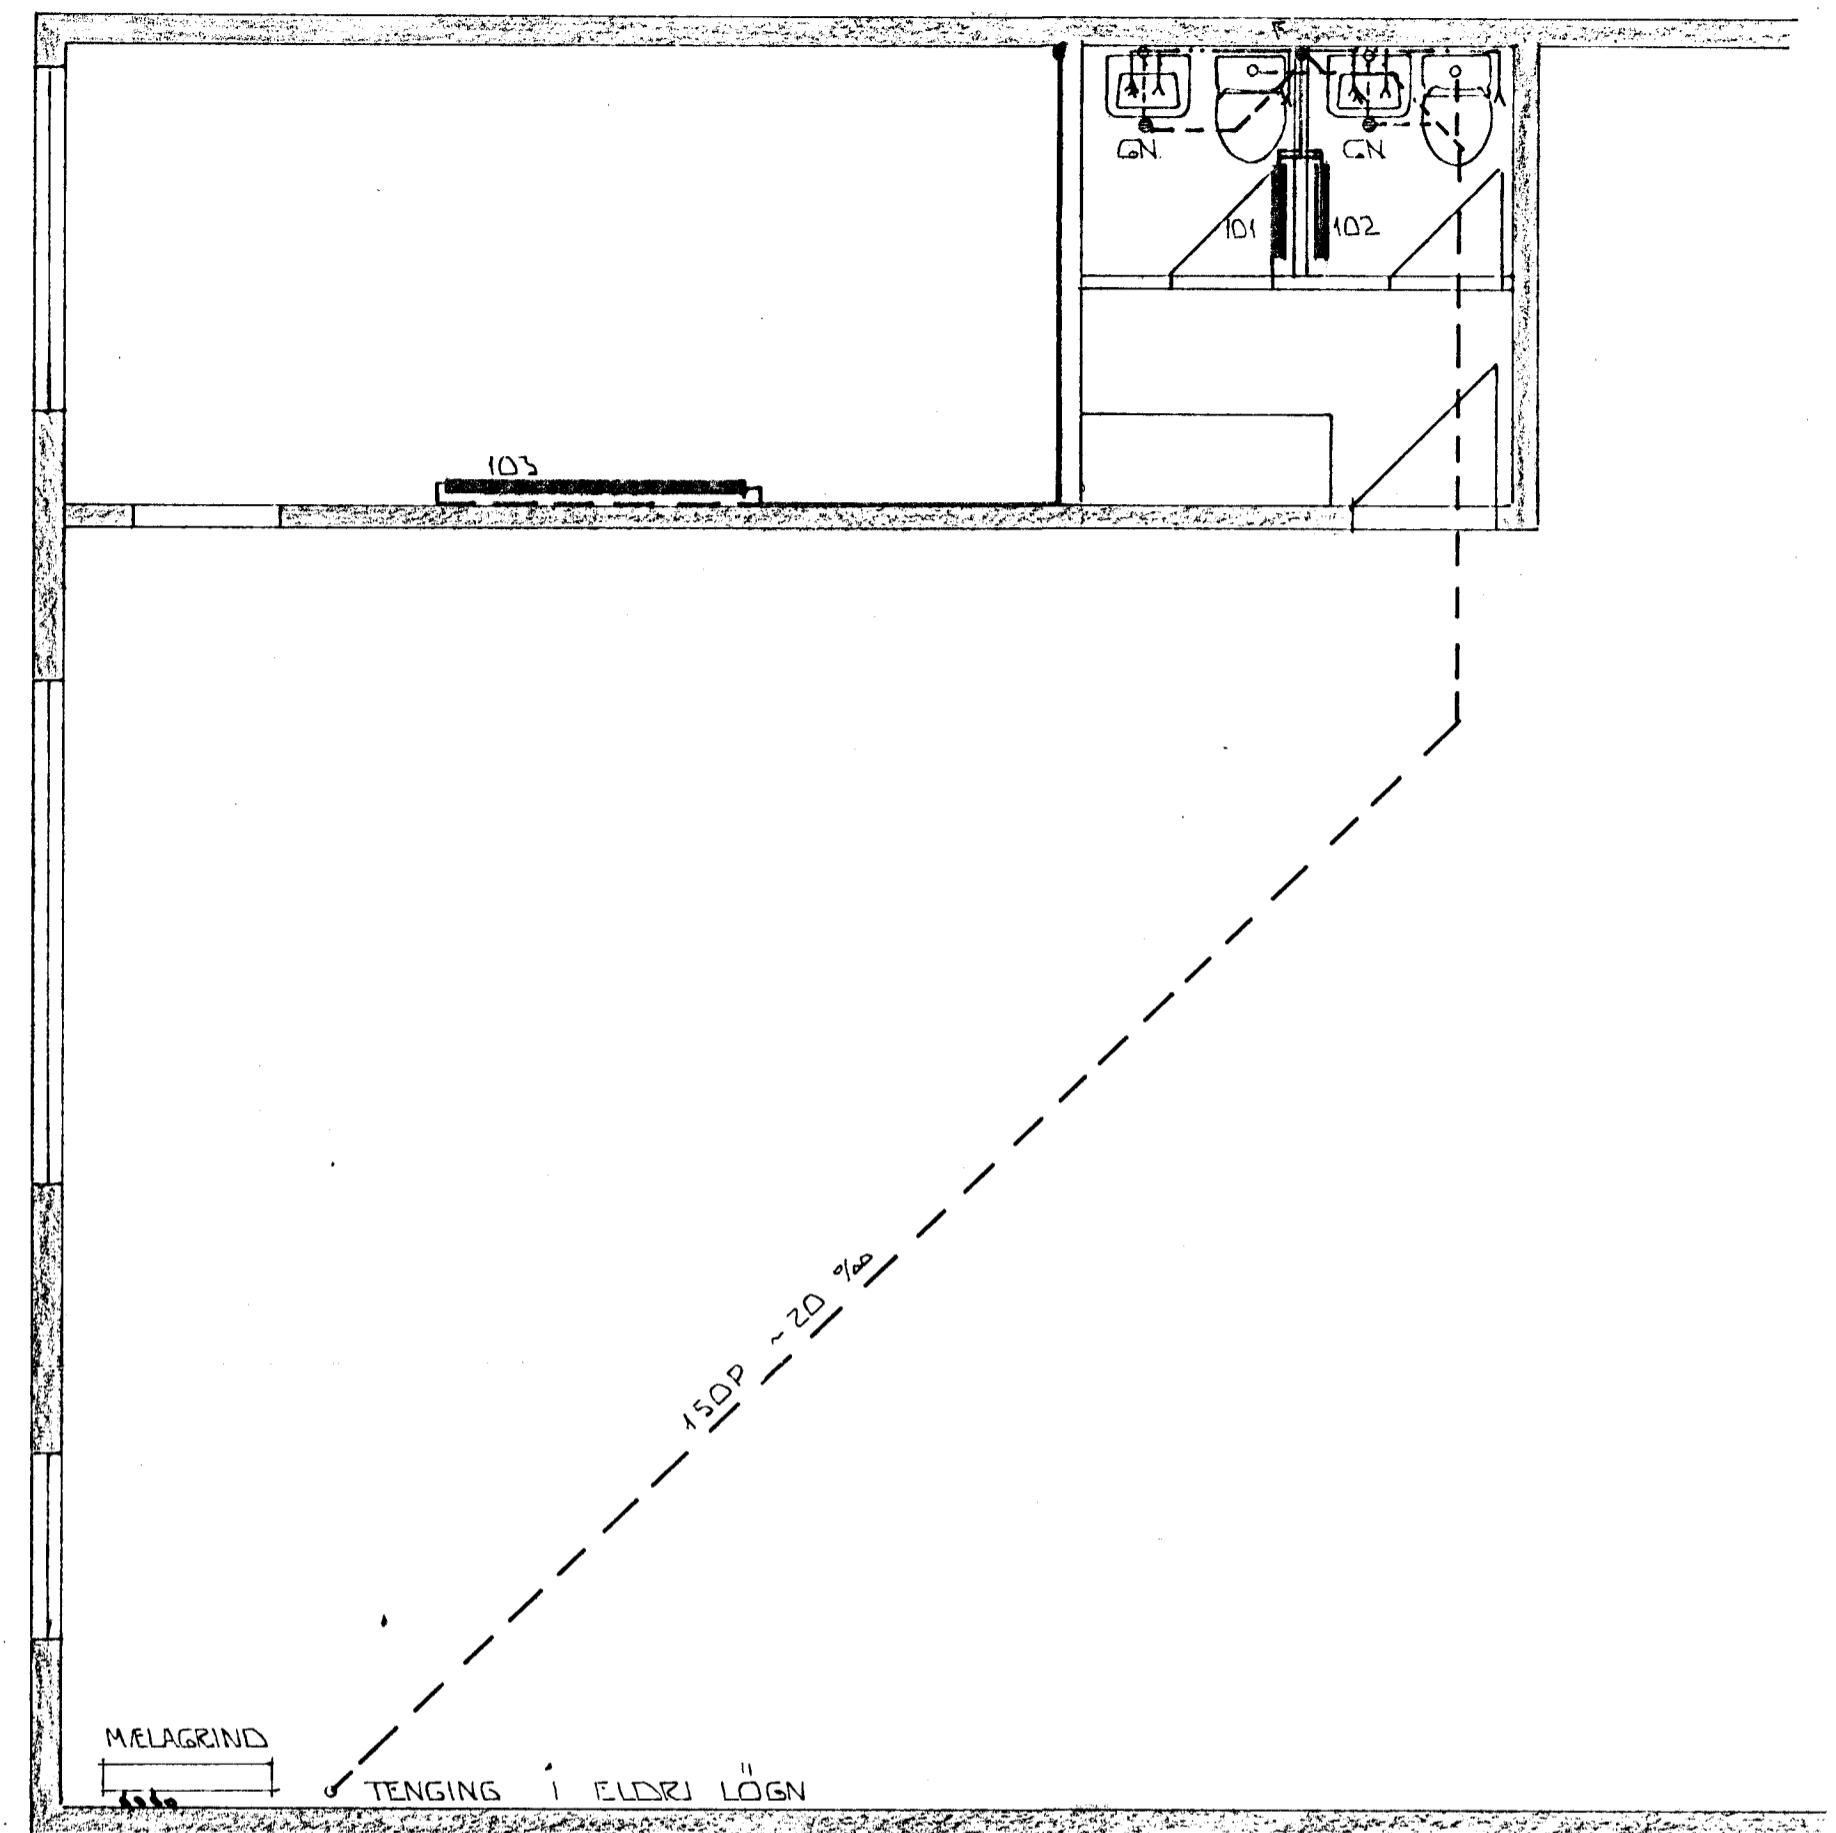 GN.
GN
101
102
103
150P ~20 ‰
MÆLAGRIND
TENGING Í ELDRI LÖGN